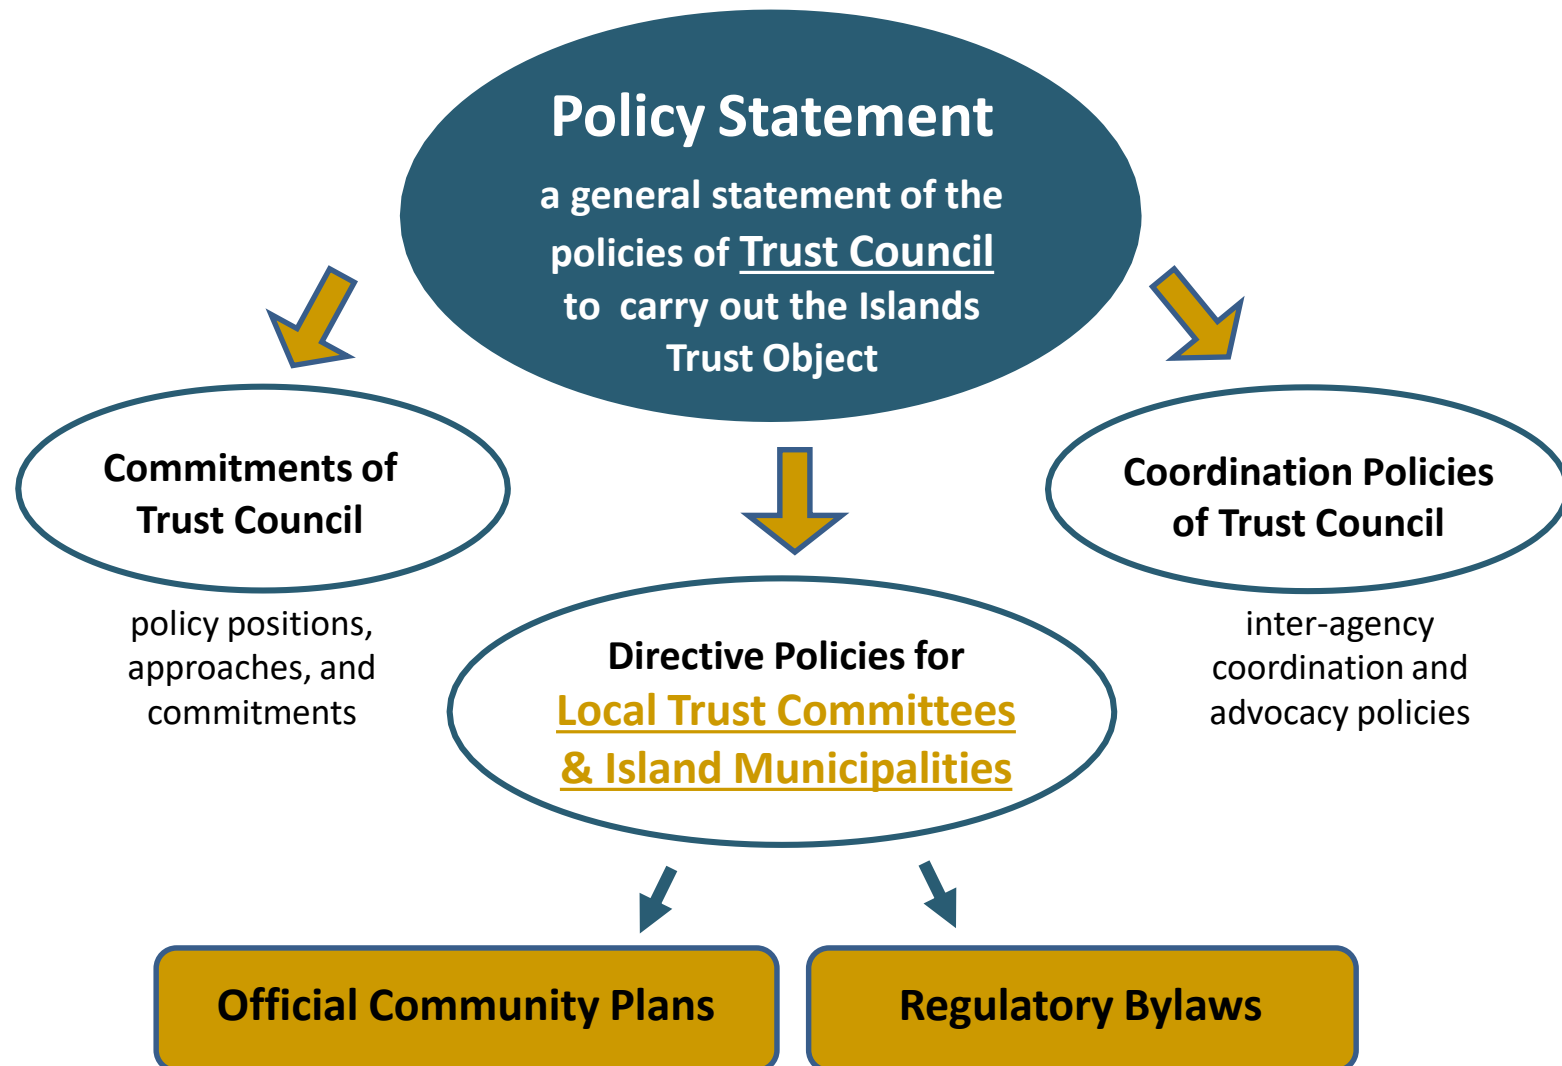 Policy Statement
a general statement of the
policies of Trust Council
to carry out the Islands
Trust Object
Commitments of
Trust Council
policy positions,
approaches, and
commitments
Directive Policies for
Local Trust Committees
& Island Municipalities
Coordination Policies
of Trust Council
inter-agency
coordination and
advocacy policies
Official Community Plans
Regulatory Bylaws